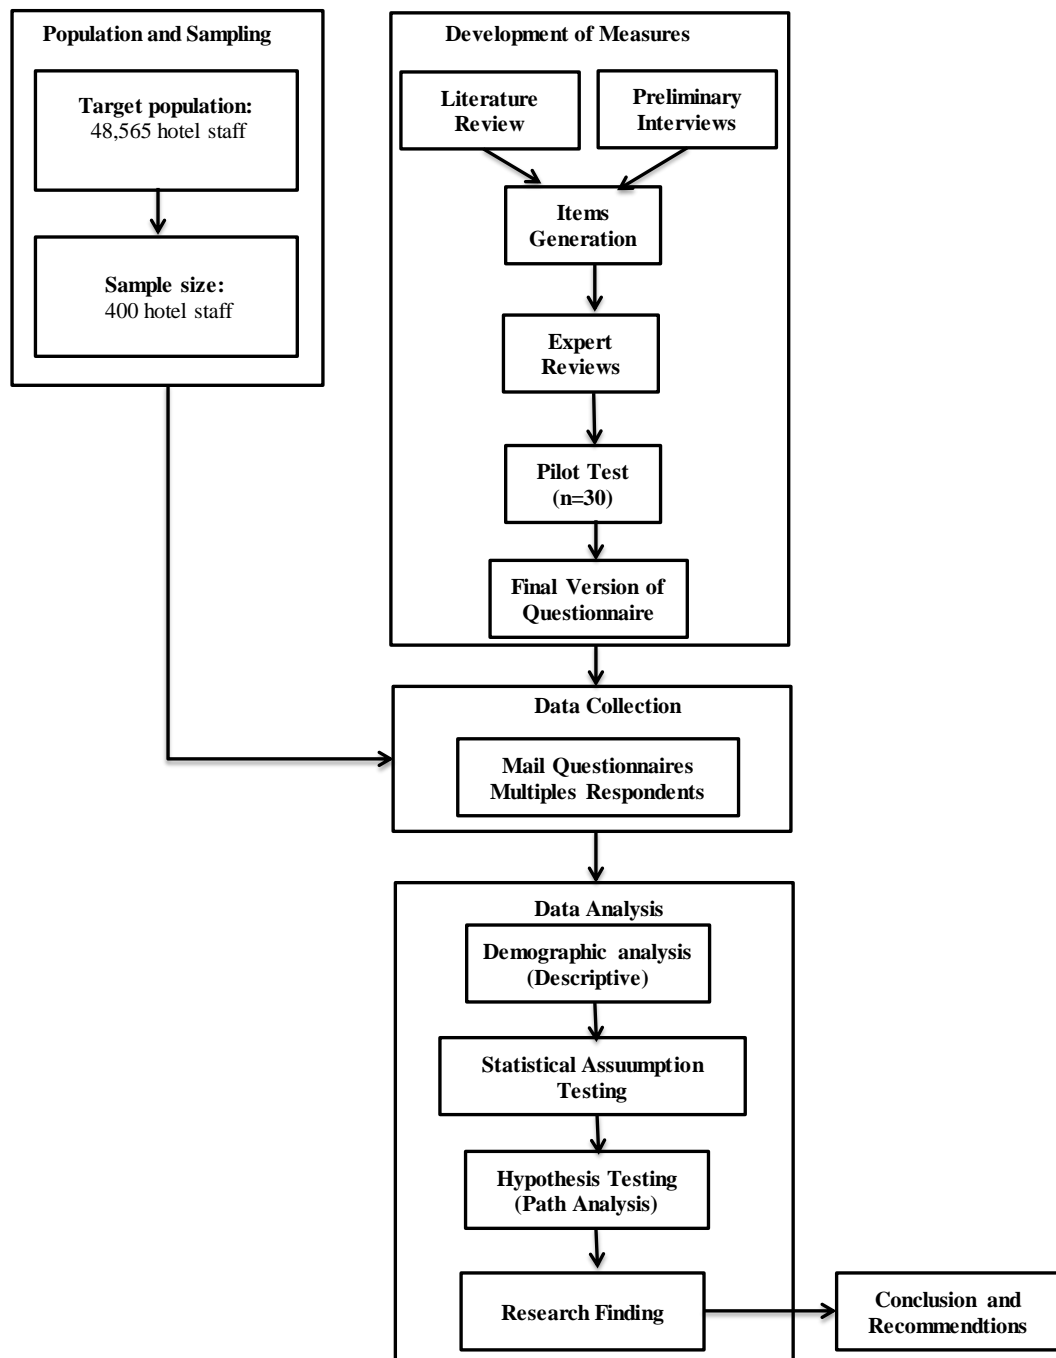 Population and Sampling
Target population:
48,565 hotel staff
Sample size:
400 hotel staff
Development of Measures
Literature
Review
Preliminary
Interviews
Items
Generation
Expert
Reviews
Pilot Test
(n=30)
Final Version of
Questionnaire
Data Collection
Mail Questionnaires
Multiples Respondents
Data Analysis
Demographic analysis
(Descriptive)
Statistical Assuumption
Testing
Hypothesis Testing
(Path Analysis)
Research Finding
Conclusion and
Recommendtions